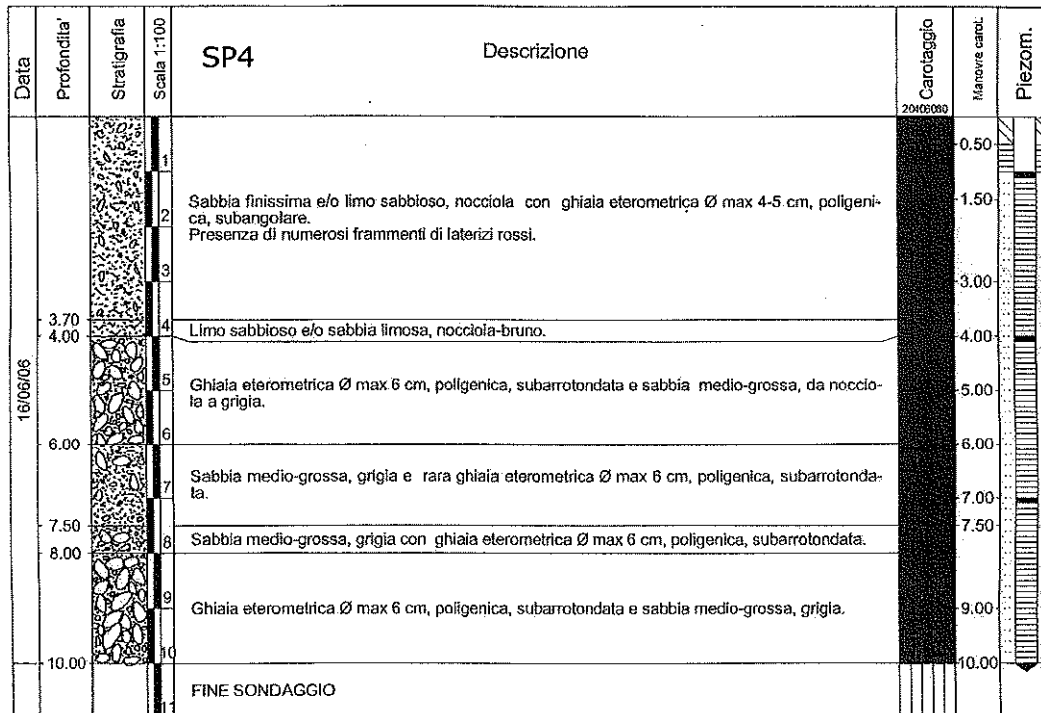 Data
Profondita'
Stratigrafia
Scala 1:100
SP4
Descrizione
Carotaggio
20406080
Manovre carot.
Piezom.
1
2
3
4
5
6
7
8
9
10
11
Sabbia finissima e/o limo sabbioso, nocciola con ghiaia eterometrica Ø max 4-5 cm, poligeni-
ca, subangolare.
Presenza di numerosi frammenti di laterizi rossi.
3.70
Limo sabbioso e/o sabbia limosa, nocciola-bruno.
4.00
16/06/06
Ghiaia eterometrica Ø max 6 cm, poligenica, subarrotondata e sabbia medio-grossa, da noccio-
la a grigia.
6.00
Sabbia medio-grossa, grigia e rara ghiaia eterometrica Ø max 6 cm, poligenica, subarrotonda-
ta.
7.50
Sabbia medio-grossa, grigia con ghiaia eterometrica Ø max 6 cm, poligenica, subarrotondata.
8.00
Ghiaia eterometrica Ø max 6 cm, poligenica, subarrotondata e sabbia medio-grossa, grigia.
10.00
FINE SONDAGGIO
0.50
1.50
3.00
4.00
5.00
6.00
7.00
7.50
9.00
10.00